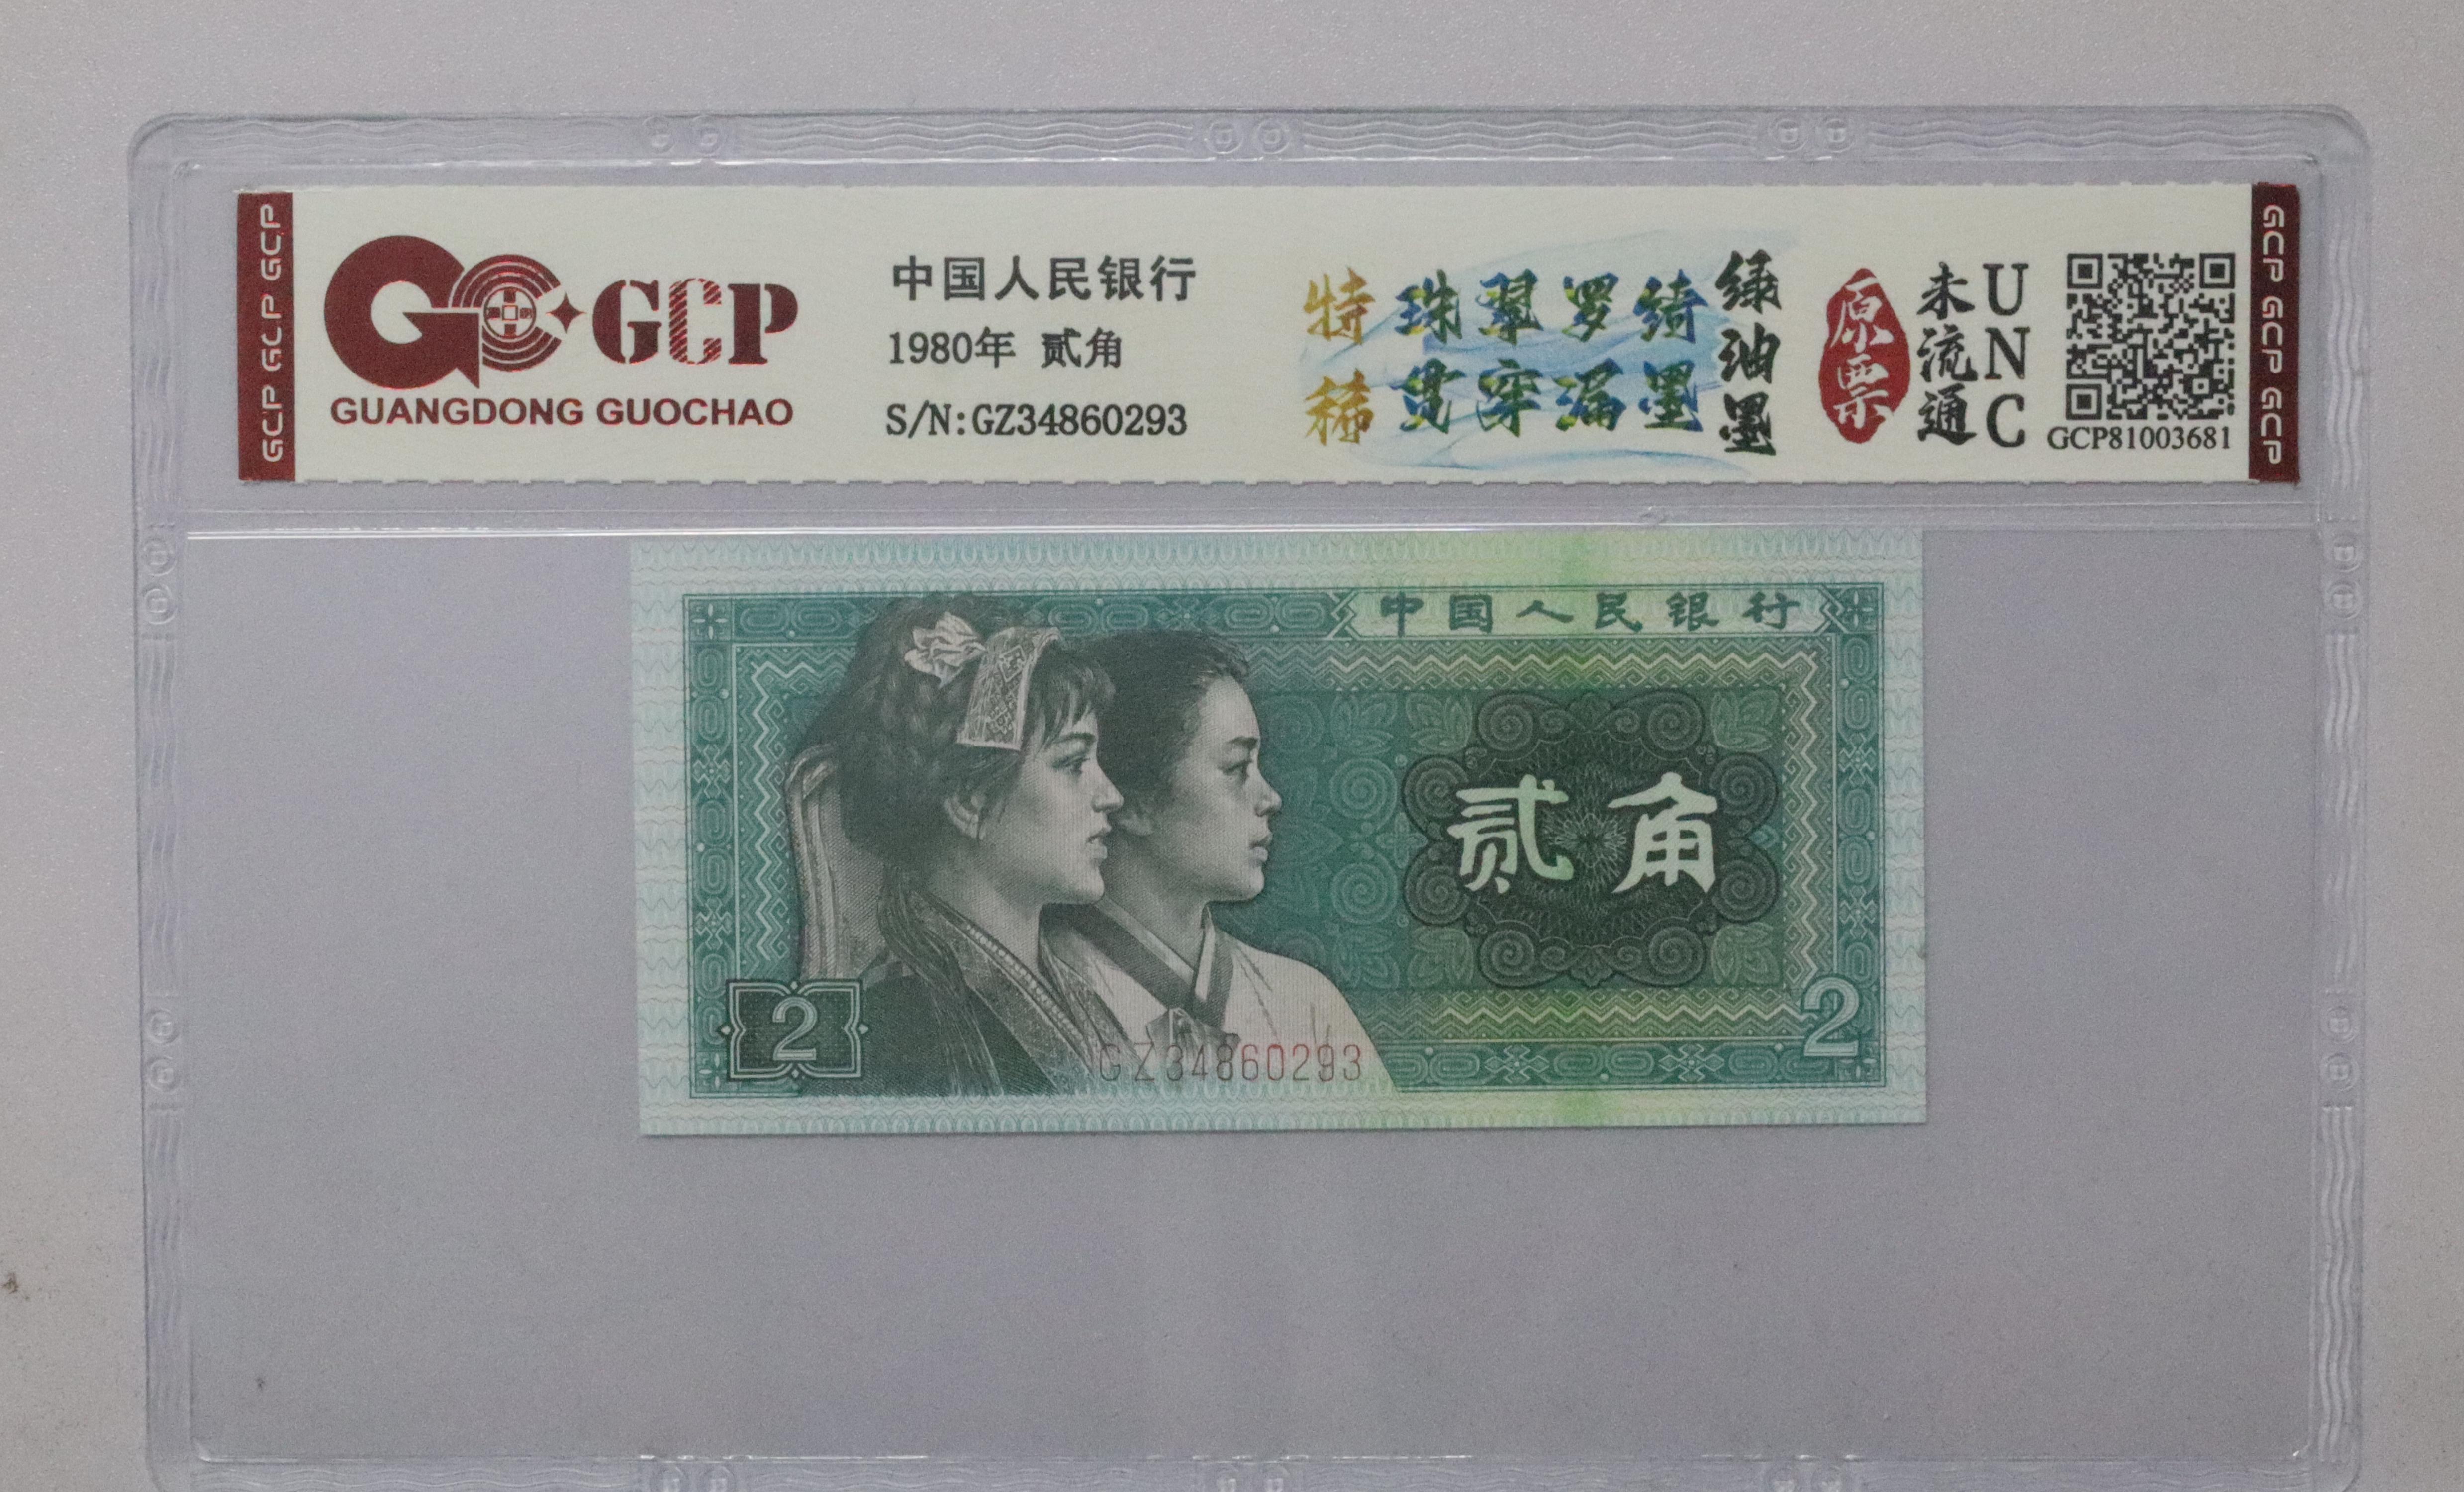 GCP GCP GCP
GCP
GUANGDONG GUOCHAO
中国人民银行
1980年 贰角
S/N:GZ34860293
特稀
珠翠罗绮
贯穿漏墨
绿油墨
原票
未流通
UNC
GCP81003681
GCP GCP GCP
中国人民银行
贰角
2
2
GZ34860293